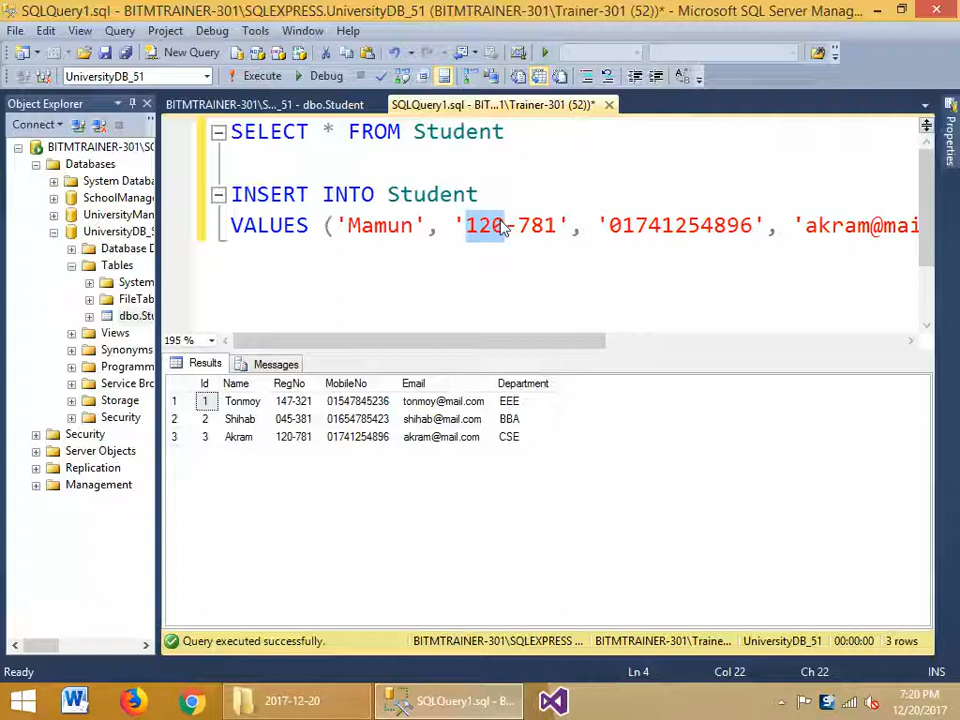 SQLQuery1.sql - BITMTRAINER-301\SQLEXPRESS.UniversityDB_51 (BITMTRAINER-301\Trainer-301 (52))* - Microsoft SQL Server Manag...
File Edit View Query Project Debug Tools Window Help
New Query
UniversityDB_51 Execute Debug
Object Explorer
BITMTRAINER-301\S..._51 - dbo.Student
SQLQuery1.sql - BIT...1\Trainer-301 (52))*
Properties
Connect
BITMTRAINER-301\SC
Databases
System Databa
SchoolManage
UniversityMan
UniversityDB_
Database D
Tables
System
FileTab
dbo.Stu
Views
Synonyms
Programm
Service Bro
Storage
Security
Security
Server Objects
Replication
Management
SELECT * FROM Student
INSERT INTO Student
VALUES ('Mamun', '120-781', '01741254896', 'akram@mai
195 %
Results Messages
Id Name RegNo MobileNo Email Department
1 1 Tonmoy 147-321 01547845236 tonmoy@mail.com EEE
2 2 Shihab 045-381 01654785423 shihab@mail.com BBA
3 3 Akram 120-781 01741254896 akram@mail.com CSE
Query executed successfully. BITMTRAINER-301\SQLEXPRESS ... BITMTRAINER-301\Traine... UniversityDB_51 00:00:00 3 rows
Ready Ln 4 Col 22 Ch 22 INS
2017-12-20 SQLQuery1.sql - B... 7:20 PM
12/20/2017